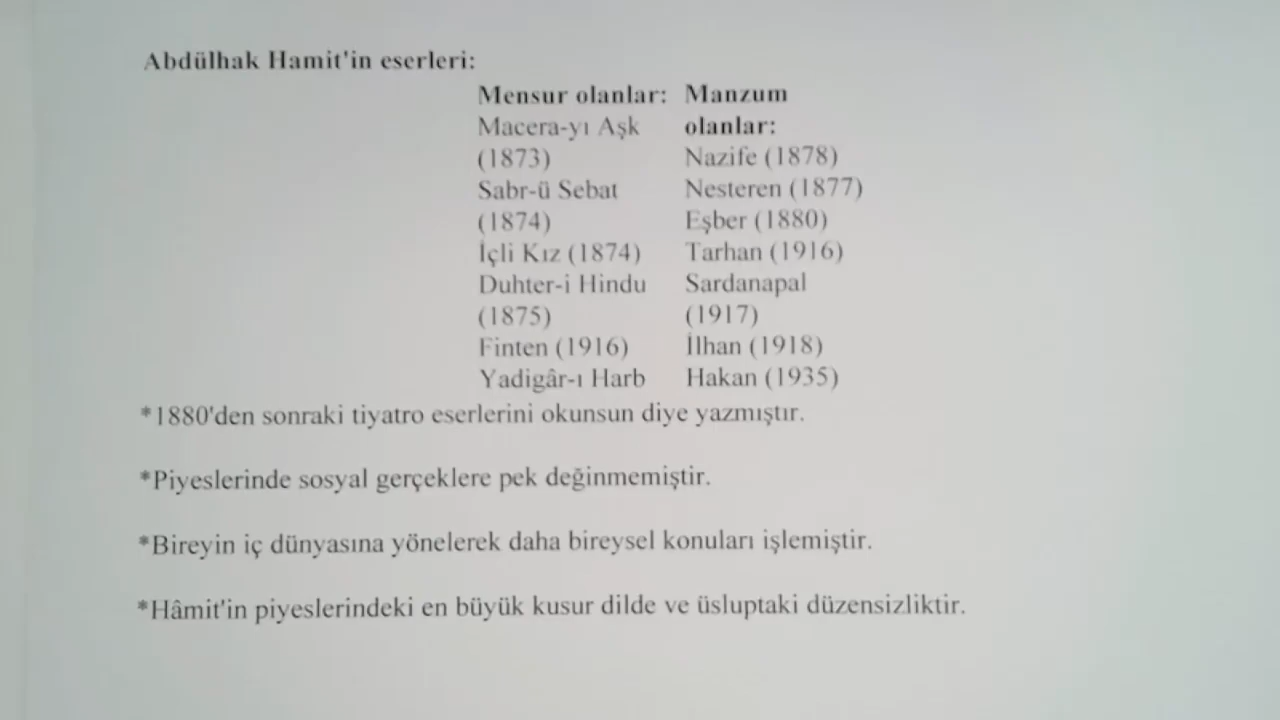 Abdülhak Hamit'in eserleri:
Mensur olanlar:
Macera-yı Aşk
(1873)
Sabr-ü Sebat
(1874)
İçli Kız (1874)
Duhter-i Hindu
(1875)
Finten (1916)
Yadigâr-ı Harb
Manzum
olanlar:
Nazife (1878)
Nesteren (1877)
Eşber (1880)
Tarhan (1916)
Sardanapal
(1917)
İlhan (1918)
Hakan (1935)
*1880'den sonraki tiyatro eserlerini okunsun diye yazmıştır.
*Piyeslerinde sosyal gerçeklere pek değinmemiştir.
*Bireyin iç dünyasına yönelerek daha bireysel konuları işlemiştir.
*Hâmit'in piyeslerindeki en büyük kusur dilde ve üsluptaki düzensizliktir.